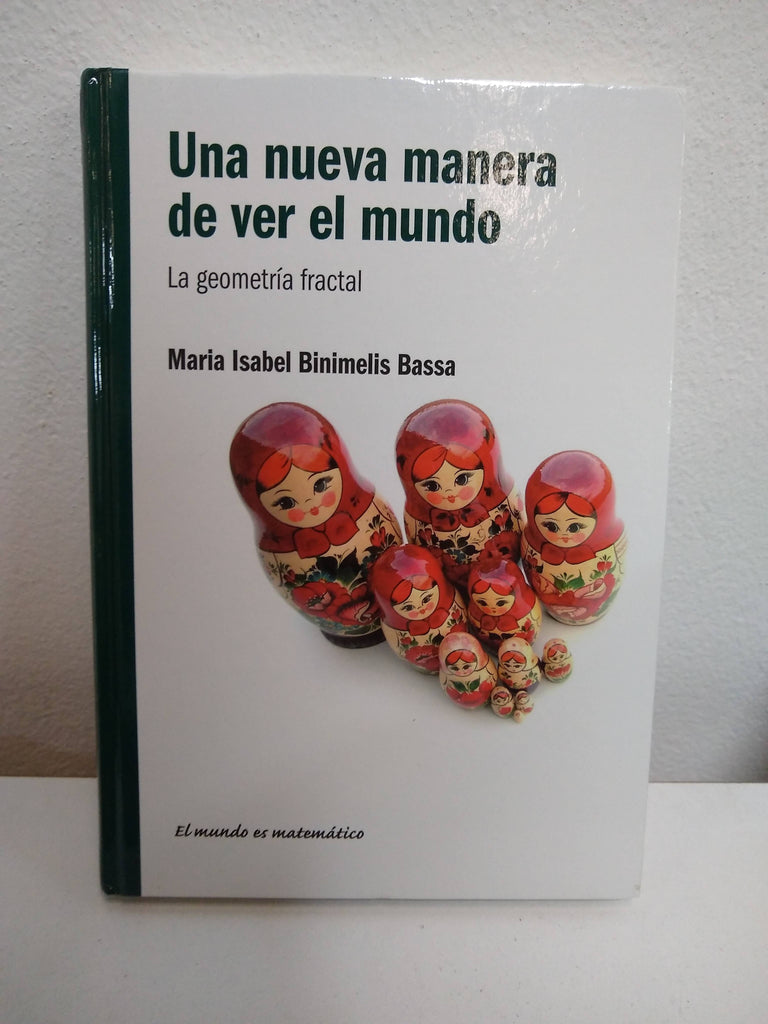 Una nueva manera
de ver el mundo
La geometría fractal
Maria Isabel Binimelis Bassa
El mundo es matemático